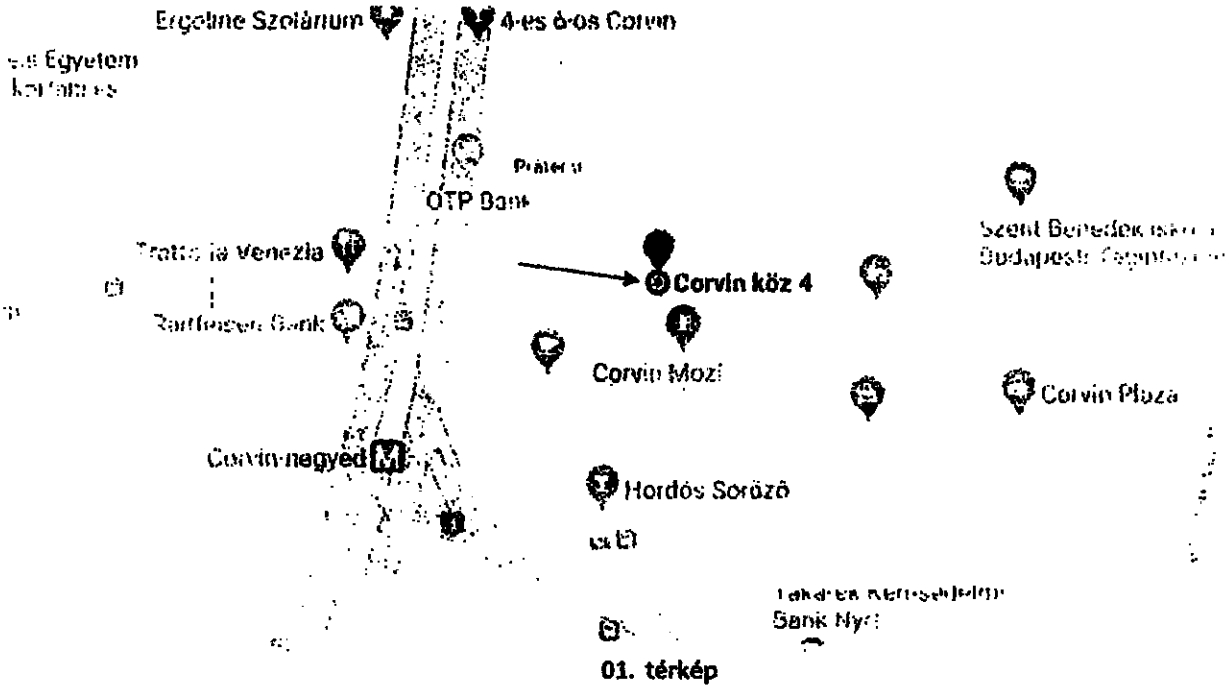 Ergoline Szolárium
4-es 6-os Corvin
Egyetem
OTP Bank
Trattoria Venezia
Szent Benedek
Raiffeisen Bank
Corvin köz 4
Corvin Mozi
Corvin Plaza
Corvin-negyed
M
Hordós Söröző
Bank Nyrt
01. térkép